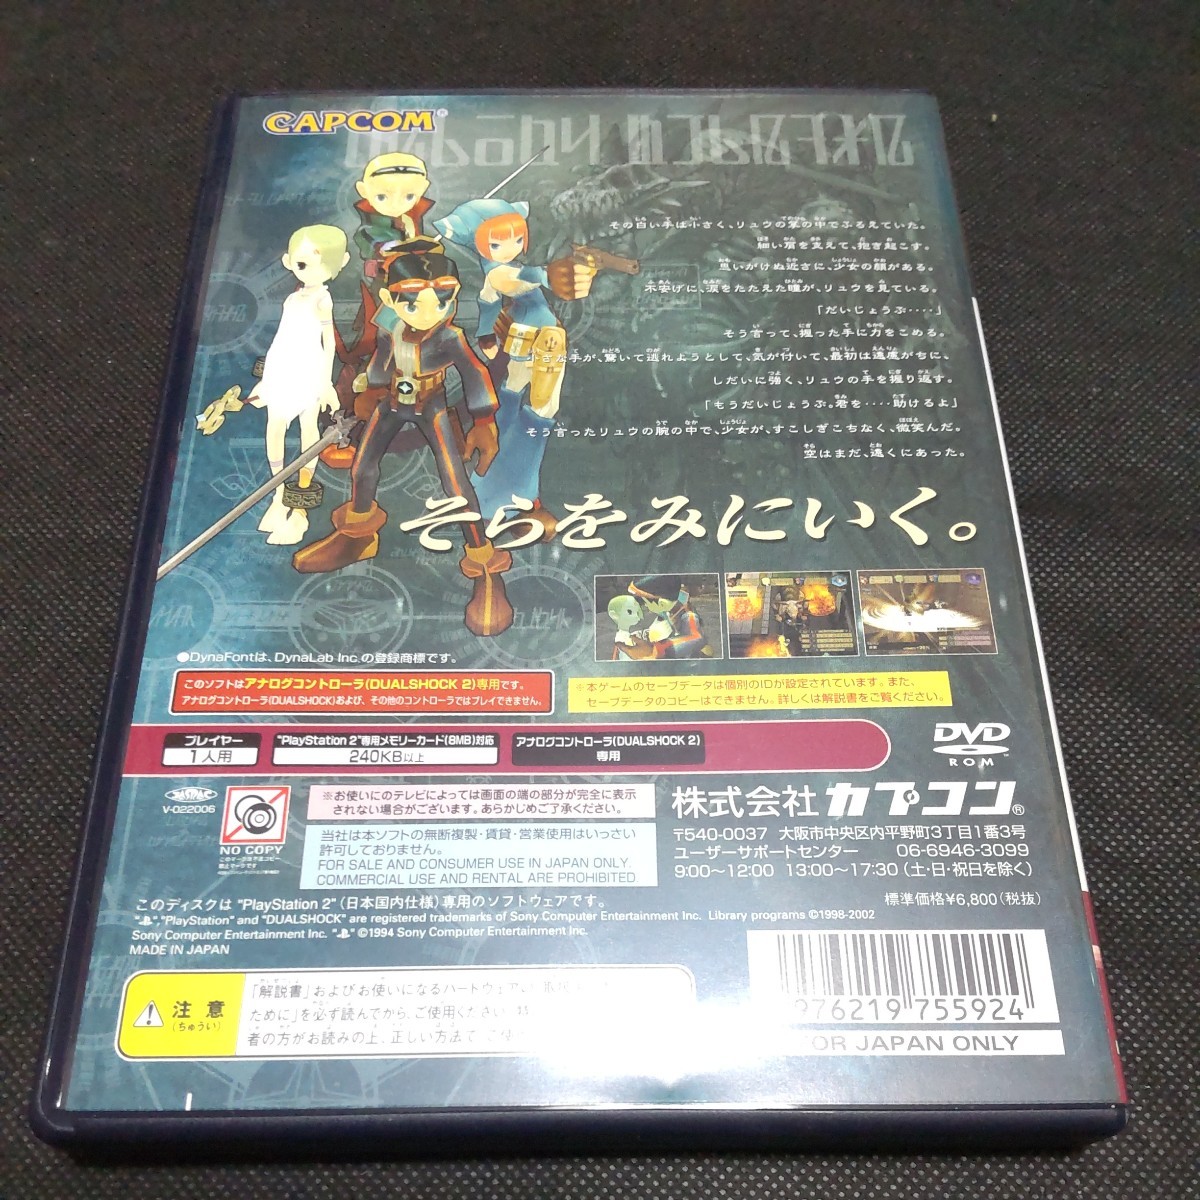 CAPCOM
その白い手は小さく、リュウの掌の中でふるえていた。
細い肩を支えて、抱き起こす。
思いがけぬ近さに、少女の顔がある。
不安げに、涙をたたえた瞳が、リュウを見ている。
「だいじょうぶ‥‥」
そう言って、握った手に力をこめる。
小さな手が、驚いて逃れようとして、気が付いて、最初は遠慮がちに、
しだいに強く、リュウの手を握り返す。
「もうだいじょうぶ。君を‥‥助けるよ」
そう言ったリュウの腕の中で、少女が、すこしぎこちなく、微笑んだ。
空はまだ、遠くにあった。
そらをみにいく。
●DynaFontは、DynaLab Inc.の登録商標です。
このソフトはアナログコントローラ(DUALSHOCK 2)専用です。
アナログコントローラ(DUALSHOCK)および、その他のコントローラではプレイできません。
※本ゲームのセーブデータは個別のIDが設定されています。また、
セーブデータのコピーはできません。詳しくは解説書をご覧ください。
プレイヤー
1人用
"PlayStation 2"専用メモリーカード(8MB)対応
240KB以上
アナログコントローラ(DUALSHOCK 2)
専用
DVD
ROM
JASRAC
V-022006
NO COPY
※お使いのテレビによっては画面の端の部分が完全に表示
されない場合がございます。あらかじめご了承ください。
当社は本ソフトの無断複製・賃貸・営業使用はいっさい
許可しておりません。
FOR SALE AND CONSUMER USE IN JAPAN ONLY.
COMMERCIAL USE AND RENTAL ARE PROHIBITED.
株式会社カプコン®
〒540-0037 大阪市中央区内平野町3丁目1番3号
ユーザーサポートセンター 06-6946-3099
9:00〜12:00 13:00〜17:30 (土・日・祝日を除く)
標準価格¥6,800(税抜)
このディスクは "PlayStation 2" (日本国内仕様) 専用のソフトウェアです。
","PlayStation" and "DUALSHOCK" are registered trademarks of Sony Computer Entertainment Inc. Library programs ©1998-2002
Sony Computer Entertainment Inc. " " ©1994 Sony Computer Entertainment Inc.
MADE IN JAPAN
注意
(ちゅうい)
「解説書」およびお使いになるハードウェア
ために」を必ず読んでから、ご使用ください
者の方がお読みの上、正しい方法で
976219 755924
FOR JAPAN ONLY